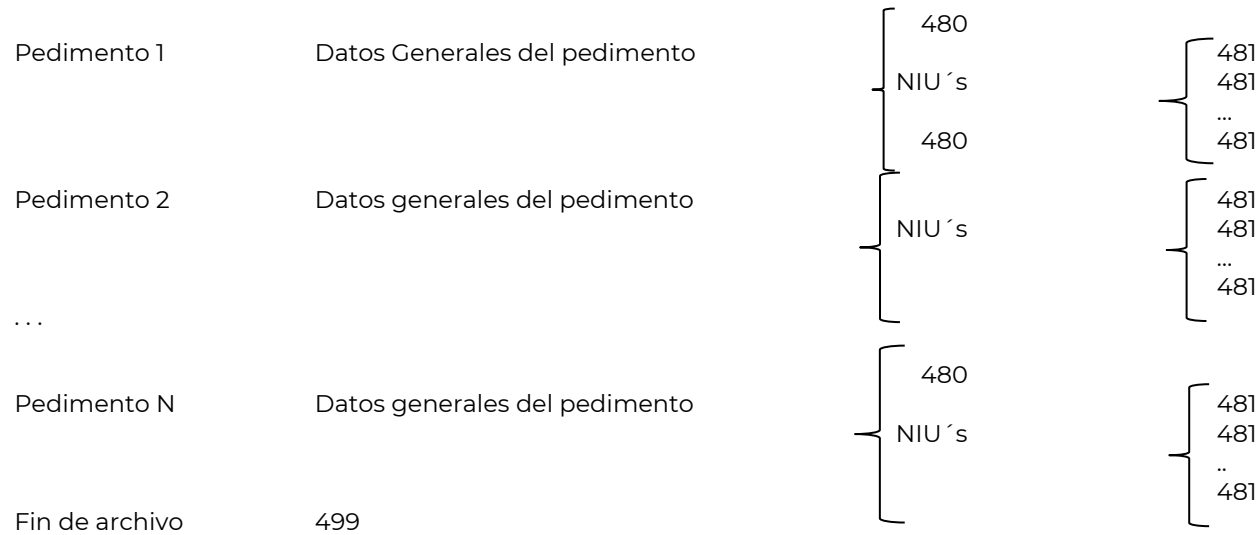 480
Pedimento 1 Datos Generales del pedimento 481
NIU´s 481
...
480 481
Pedimento 2 Datos generales del pedimento 481
NIU´s 481
...
481
. . .
480
Pedimento N Datos generales del pedimento 481
NIU´s 481
..
481
Fin de archivo 499